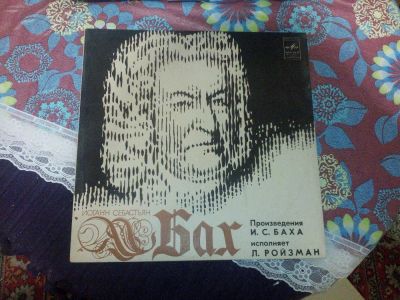 ИОГАНН СЕБАСТЬЯН
Бах
Произведения
И. С. БАХА
исполняет
Л. РОЙЗМАН